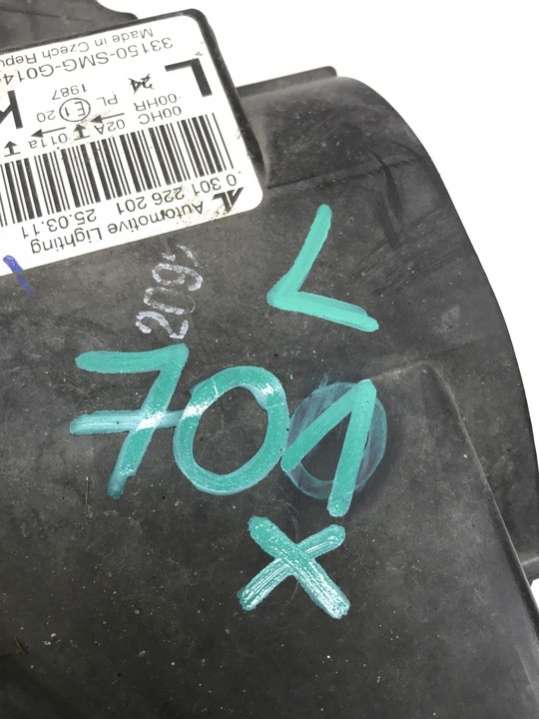 33150-SMG-G014
Made in Czech Repu
L
1987
E1 20
PL
00HC
00HR
02A 011a
0 301 226 201
25.03.11
AL Automotive Lighting
L
701
X